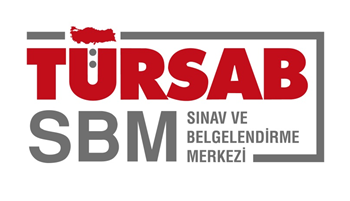 TÜRSAB
SBM
SINAV VE
BELGELENDİRME
MERKEZİ